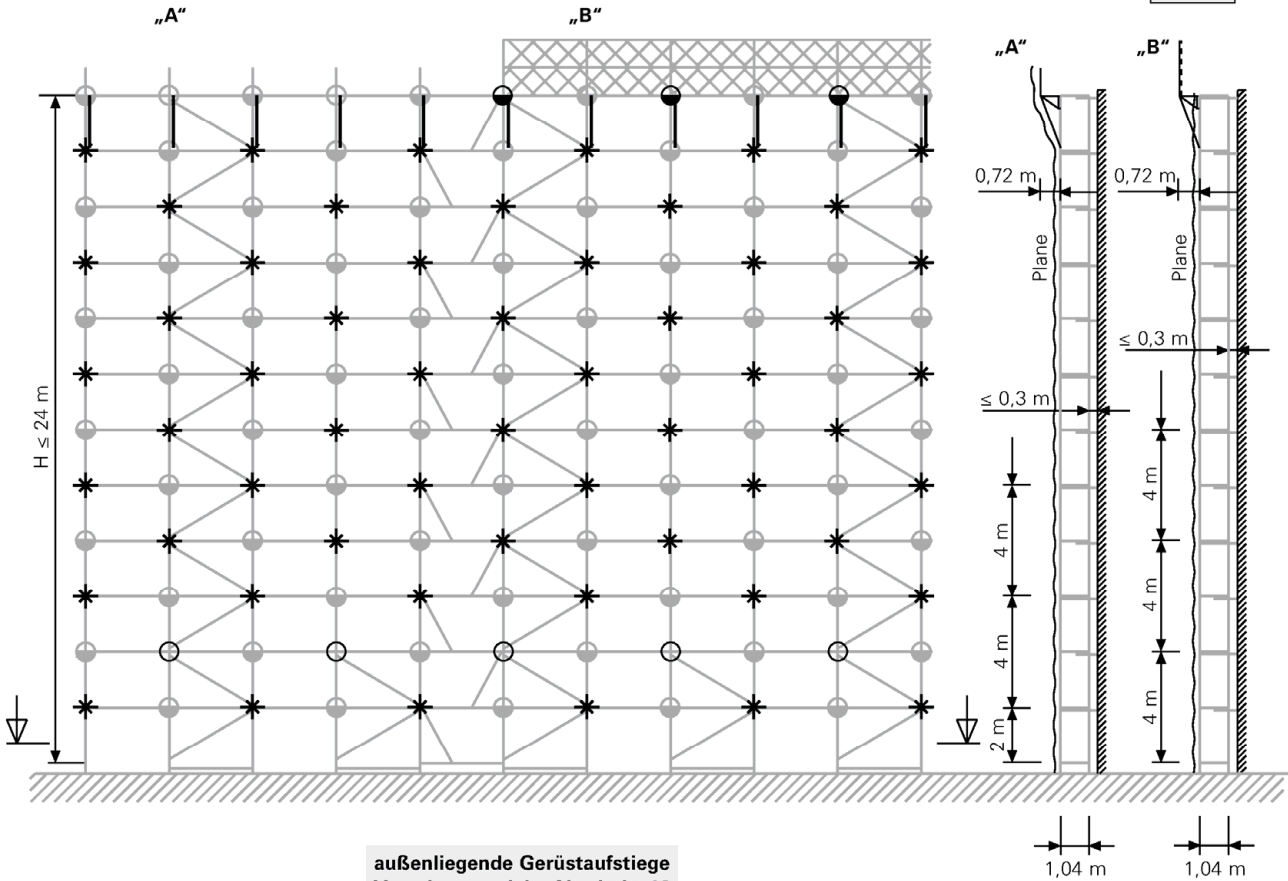 „A“
„B“
„A“
„B“
0,72 m
0,72 m
Plane
Plane
≤ 0,3 m
≤ 0,3 m
H ≤ 24 m
4 m
4 m
4 m
4 m
4 m
2 m
1,04 m
1,04 m
außenliegende Gerüstaufstiege